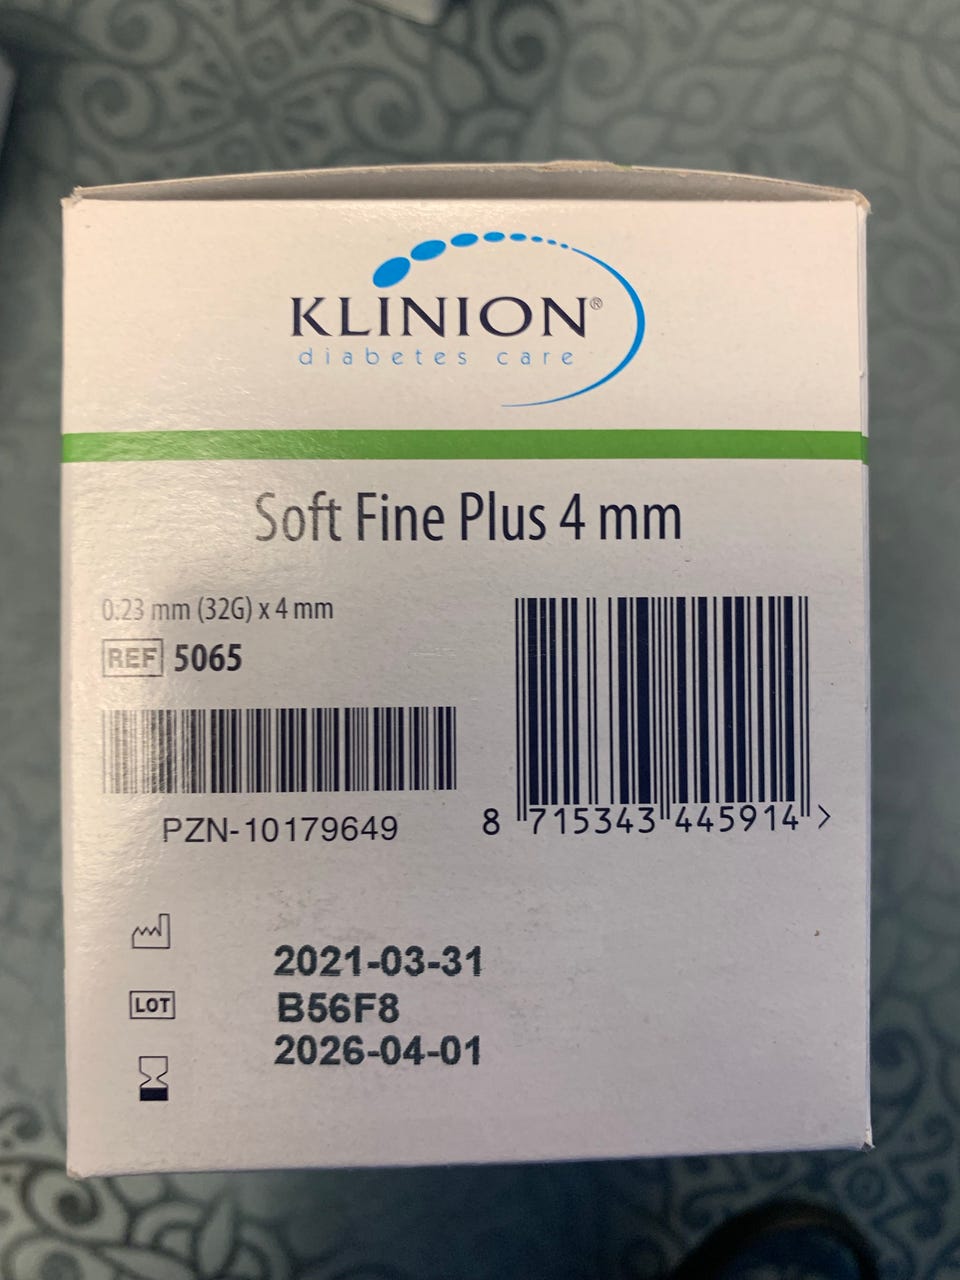 KLINION®
diabetes care
Soft Fine Plus 4 mm
0.23 mm (32G) x 4 mm
REF 5065
PZN-10179649
8 715343 445914 >
2021-03-31
LOT B56F8
2026-04-01